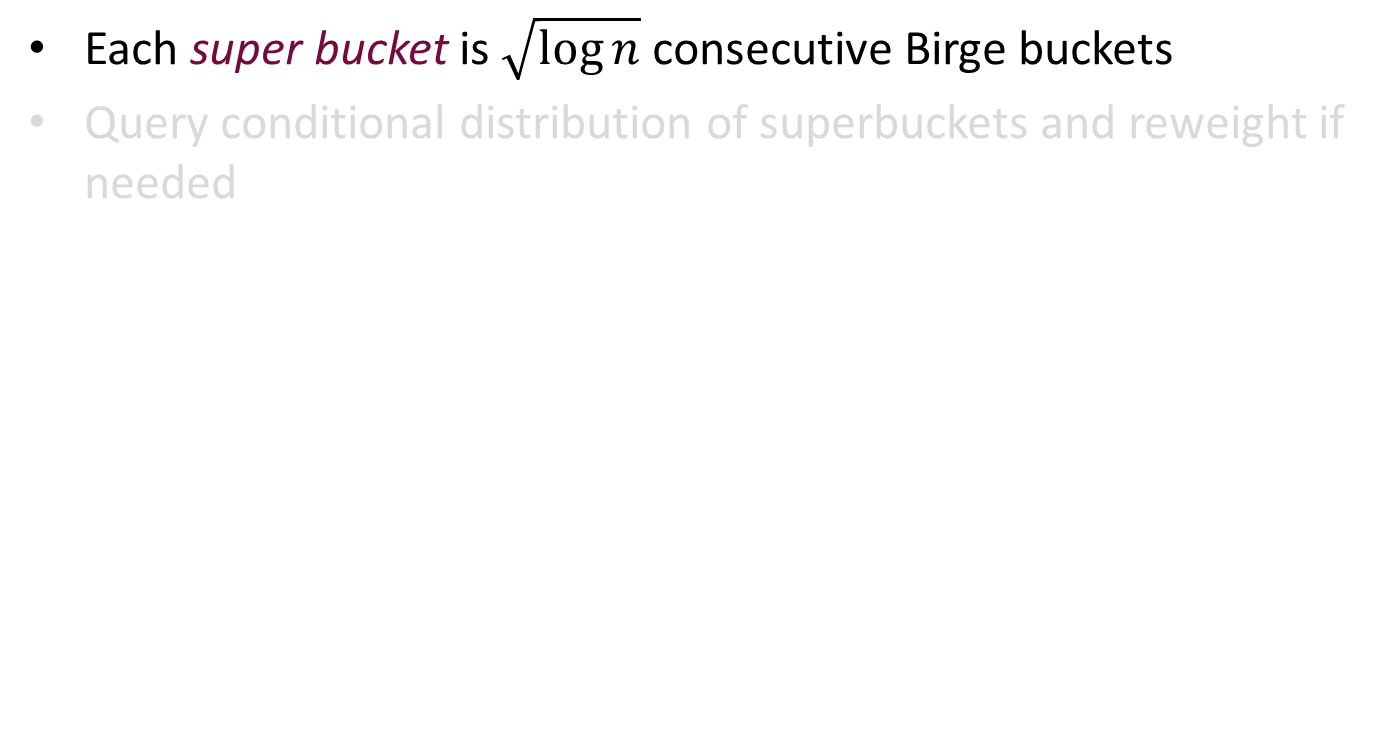 • Each super bucket is √log n consecutive Birge buckets
• Query conditional distribution of superbuckets and reweight if
needed